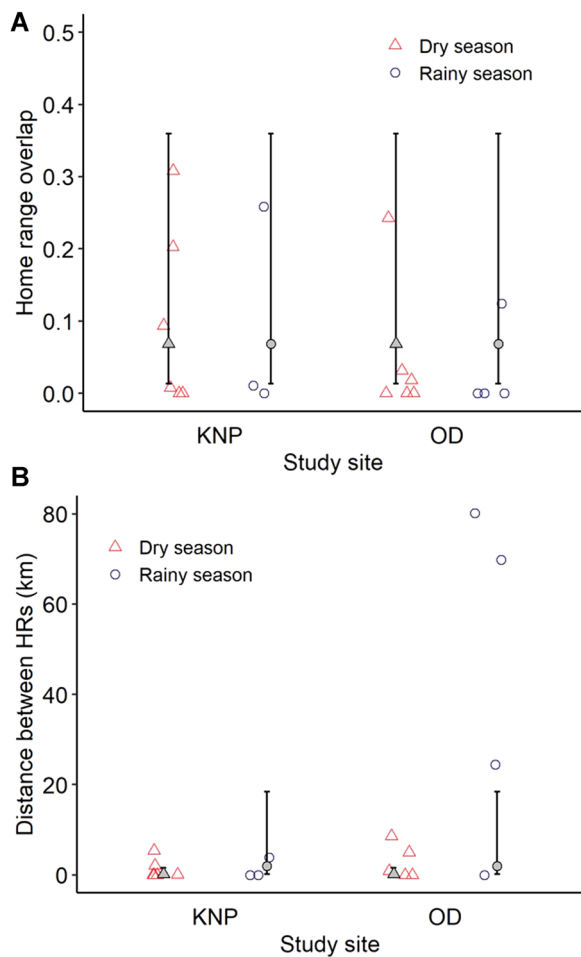 A
Home range overlap
0.5
0.4
0.3
0.2
0.1
0.0
Dry season
Rainy season
KNP OD
Study site
B
Distance between HRs (km)
80
60
40
20
0
Dry season
Rainy season
KNP OD
Study site